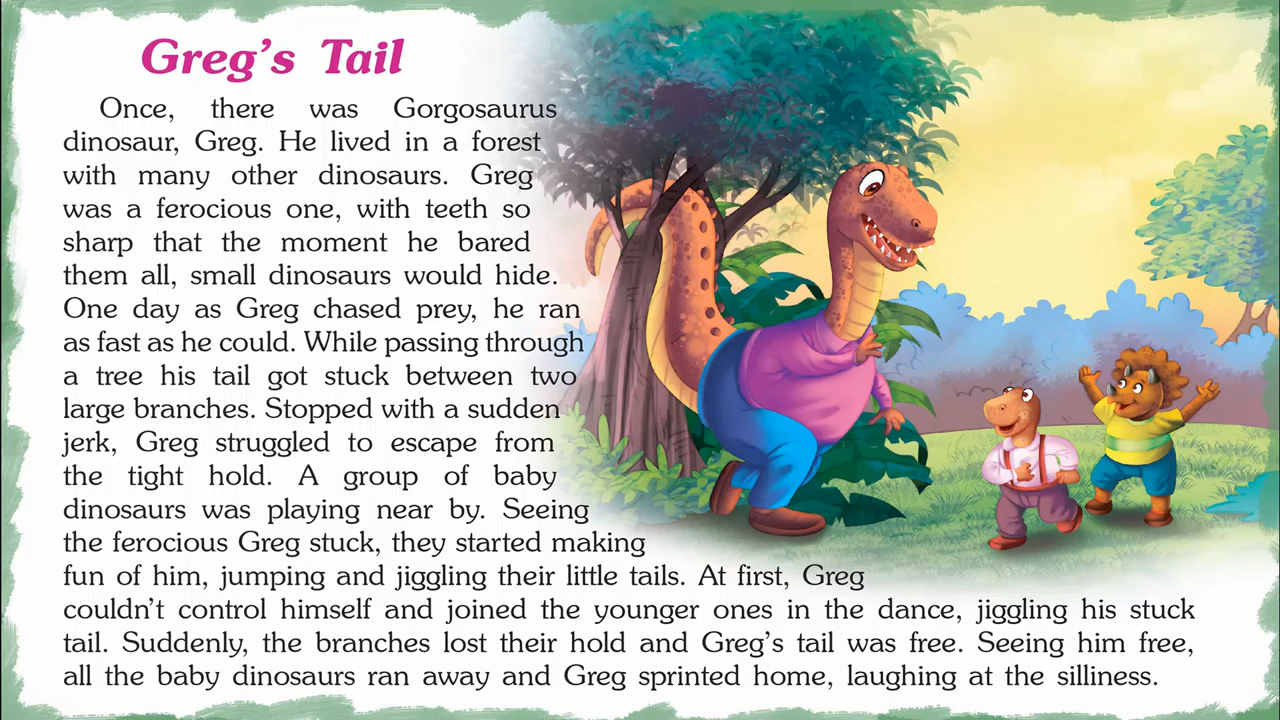 Greg's Tail
Once, there was Gorgosaurus
dinosaur, Greg. He lived in a forest
with many other dinosaurs. Greg
was a ferocious one, with teeth so
sharp that the moment he bared
them all, small dinosaurs would hide.
One day as Greg chased prey, he ran
as fast as he could. While passing through
a tree his tail got stuck between two
large branches. Stopped with a sudden
jerk, Greg struggled to escape from
the tight hold. A group of baby
dinosaurs was playing near by. Seeing
the ferocious Greg stuck, they started making
fun of him, jumping and jiggling their little tails. At first, Greg
couldn't control himself and joined the younger ones in the dance, jiggling his stuck
tail. Suddenly, the branches lost their hold and Greg's tail was free. Seeing him free,
all the baby dinosaurs ran away and Greg sprinted home, laughing at the silliness.